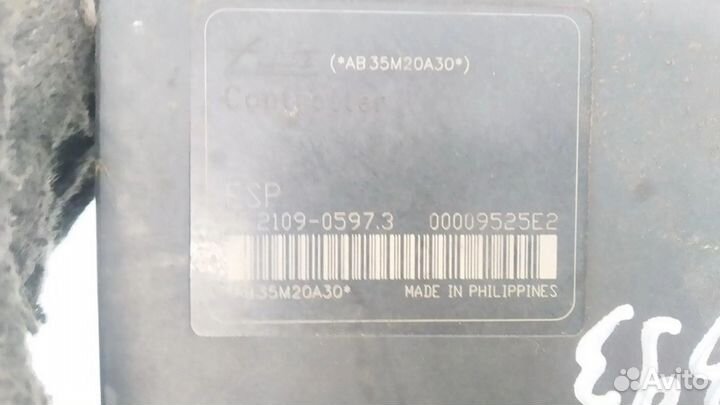 (*AB35M20A30*)
Controller
ESP
2109-0597.3 00009525E2
AB35M20A30* MADE IN PHILIPPINES
Avito